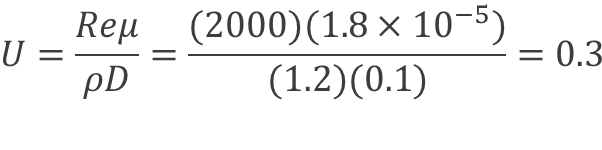 U = Reμ/ρD = (2000)(1.8 × 10⁻⁵)/(1.2)(0.1) = 0.3